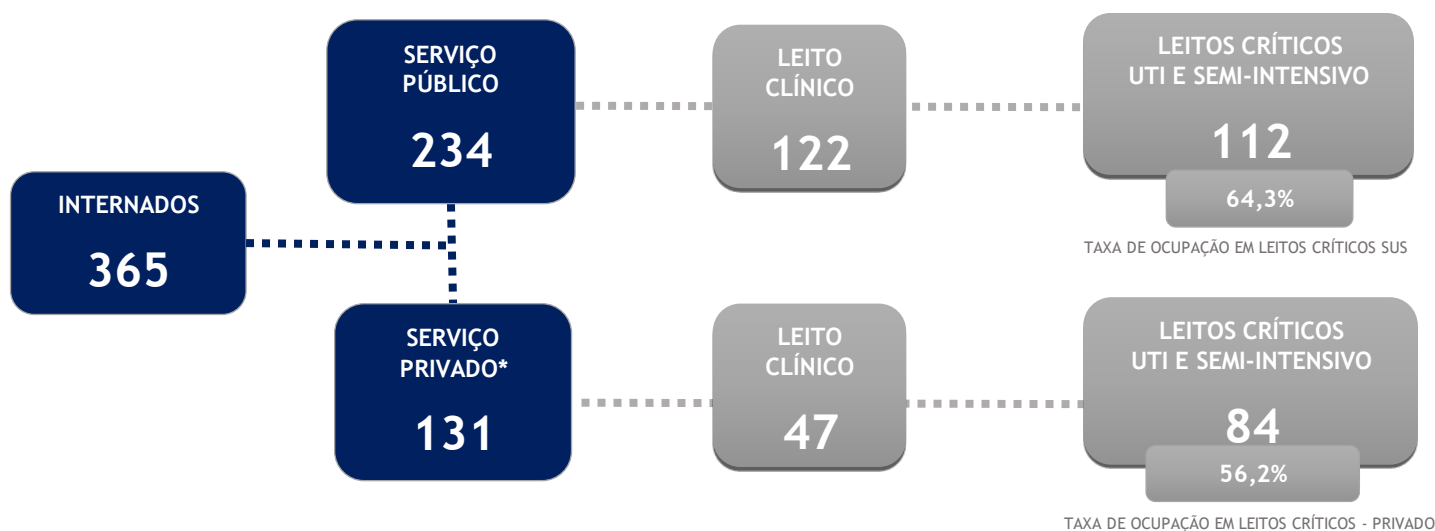 INTERNADOS
365
SERVIÇO
PÚBLICO
234
LEITO
CLÍNICO
122
LEITOS CRÍTICOS
UTI E SEMI-INTENSIVO
112
64,3%
TAXA DE OCUPAÇÃO EM LEITOS CRÍTICOS SUS
SERVIÇO
PRIVADO*
131
LEITO
CLÍNICO
47
LEITOS CRÍTICOS
UTI E SEMI-INTENSIVO
84
56,2%
TAXA DE OCUPAÇÃO EM LEITOS CRÍTICOS - PRIVADO